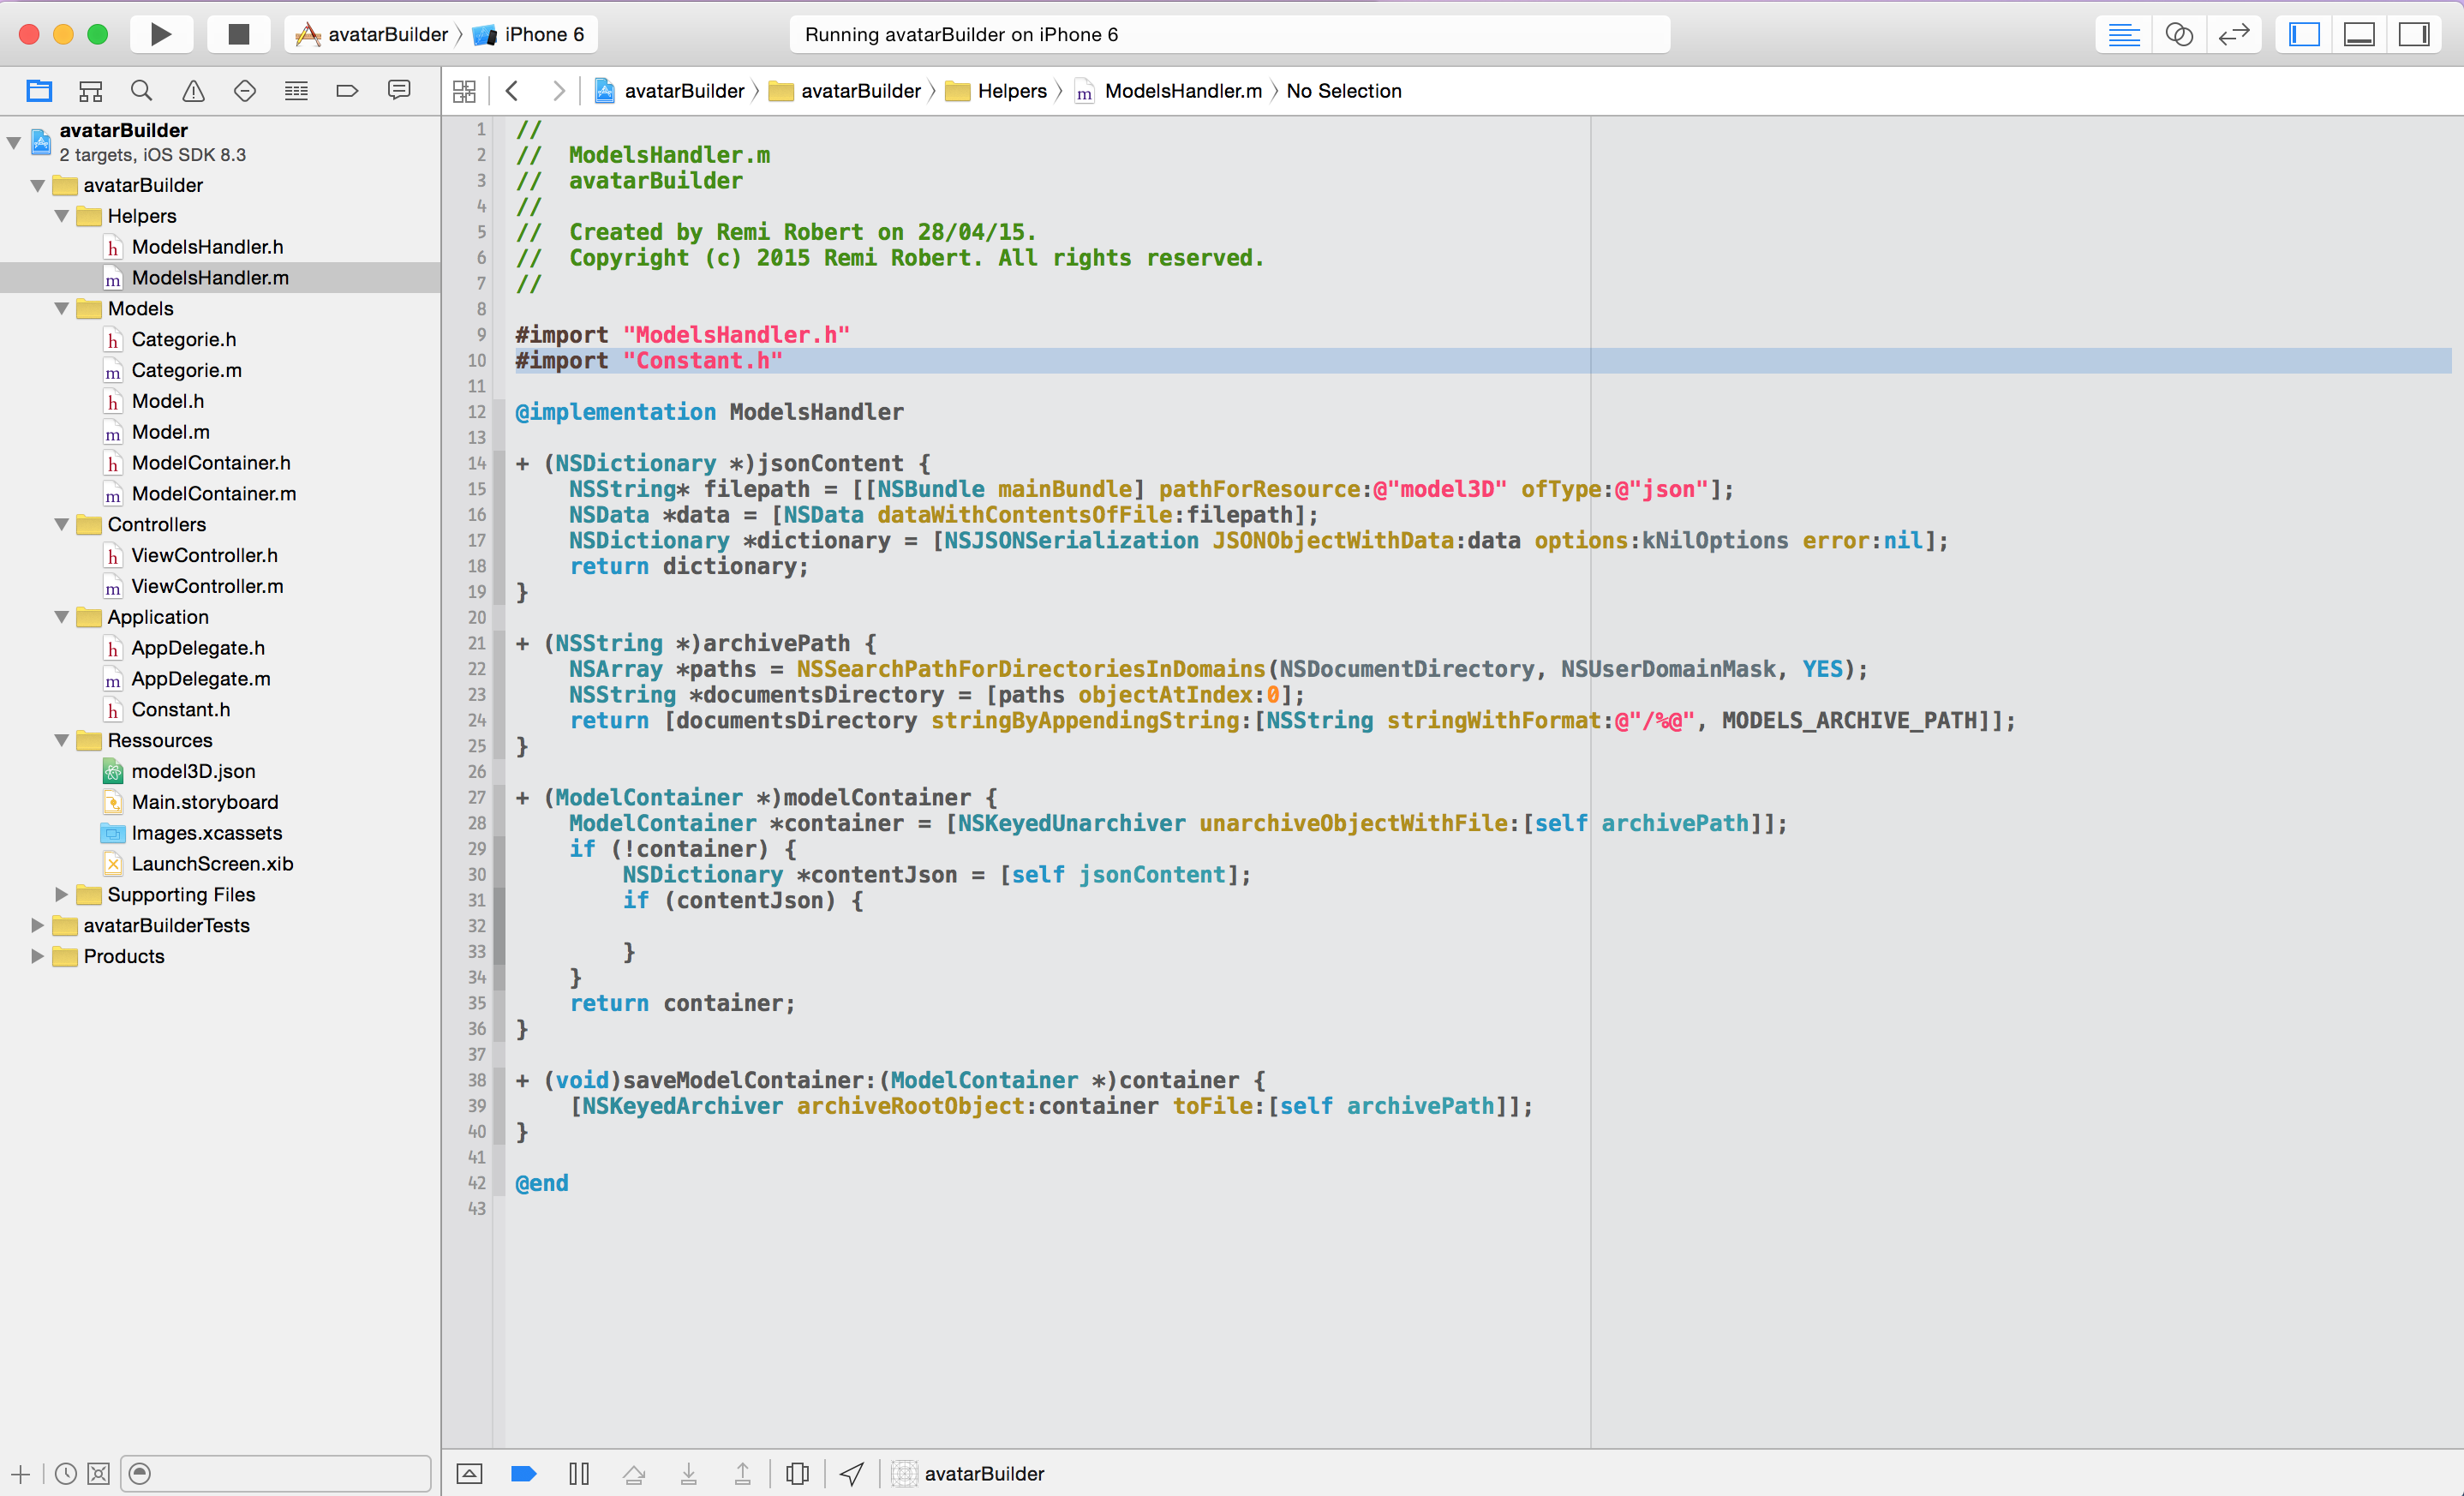 avatarBuilder 〉 iPhone 6
Running avatarBuilder on iPhone 6
avatarBuilder 〉 avatarBuilder 〉 Helpers 〉 m ModelsHandler.m 〉 No Selection
avatarBuilder
2 targets, iOS SDK 8.3
avatarBuilder
Helpers
h ModelsHandler.h
m ModelsHandler.m
Models
h Categorie.h
m Categorie.m
h Model.h
m Model.m
h ModelContainer.h
m ModelContainer.m
Controllers
h ViewController.h
m ViewController.m
Application
h AppDelegate.h
m AppDelegate.m
h Constant.h
Ressources
model3D.json
Main.storyboard
Images.xcassets
LaunchScreen.xib
Supporting Files
avatarBuilderTests
Products
1 //
2 //  ModelsHandler.m
3 //  avatarBuilder
4 //
5 //  Created by Remi Robert on 28/04/15.
6 //  Copyright (c) 2015 Remi Robert. All rights reserved.
7 //
8
9 #import "ModelsHandler.h"
10 #import "Constant.h"
11
12 @implementation ModelsHandler
13
14 + (NSDictionary *)jsonContent {
15     NSString* filepath = [[NSBundle mainBundle] pathForResource:@"model3D" ofType:@"json"];
16     NSData *data = [NSData dataWithContentsOfFile:filepath];
17     NSDictionary *dictionary = [NSJSONSerialization JSONObjectWithData:data options:kNilOptions error:nil];
18     return dictionary;
19 }
20
21 + (NSString *)archivePath {
22     NSArray *paths = NSSearchPathForDirectoriesInDomains(NSDocumentDirectory, NSUserDomainMask, YES);
23     NSString *documentsDirectory = [paths objectAtIndex:0];
24     return [documentsDirectory stringByAppendingString:[NSString stringWithFormat:@"/%@", MODELS_ARCHIVE_PATH]];
25 }
26
27 + (ModelContainer *)modelContainer {
28     ModelContainer *container = [NSKeyedUnarchiver unarchiveObjectWithFile:[self archivePath]];
29     if (!container) {
30         NSDictionary *contentJson = [self jsonContent];
31         if (contentJson) {
32
33         }
34     }
35     return container;
36 }
37
38 + (void)saveModelContainer:(ModelContainer *)container {
39     [NSKeyedArchiver archiveRootObject:container toFile:[self archivePath]];
40 }
41
42 @end
43
avatarBuilder